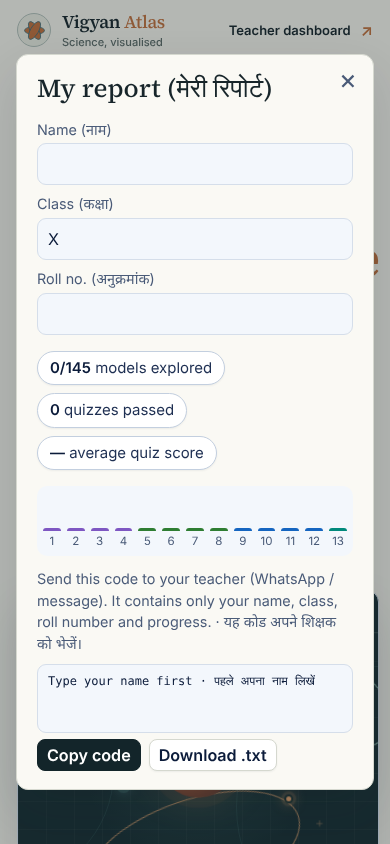 Vigyan Atlas
Science, visualised
Teacher dashboard
My report (मेरी रिपोर्ट)
Name (नाम)
Class (कक्षा)
X
Roll no. (अनुक्रमांक)
0/145 models explored
0 quizzes passed
— average quiz score
1 2 3 4 5 6 7 8 9 10 11 12 13
Send this code to your teacher (WhatsApp /
message). It contains only your name, class,
roll number and progress. · यह कोड अपने शिक्षक
को भेजें।
Type your name first · पहले अपना नाम लिखें
Copy code
Download .txt